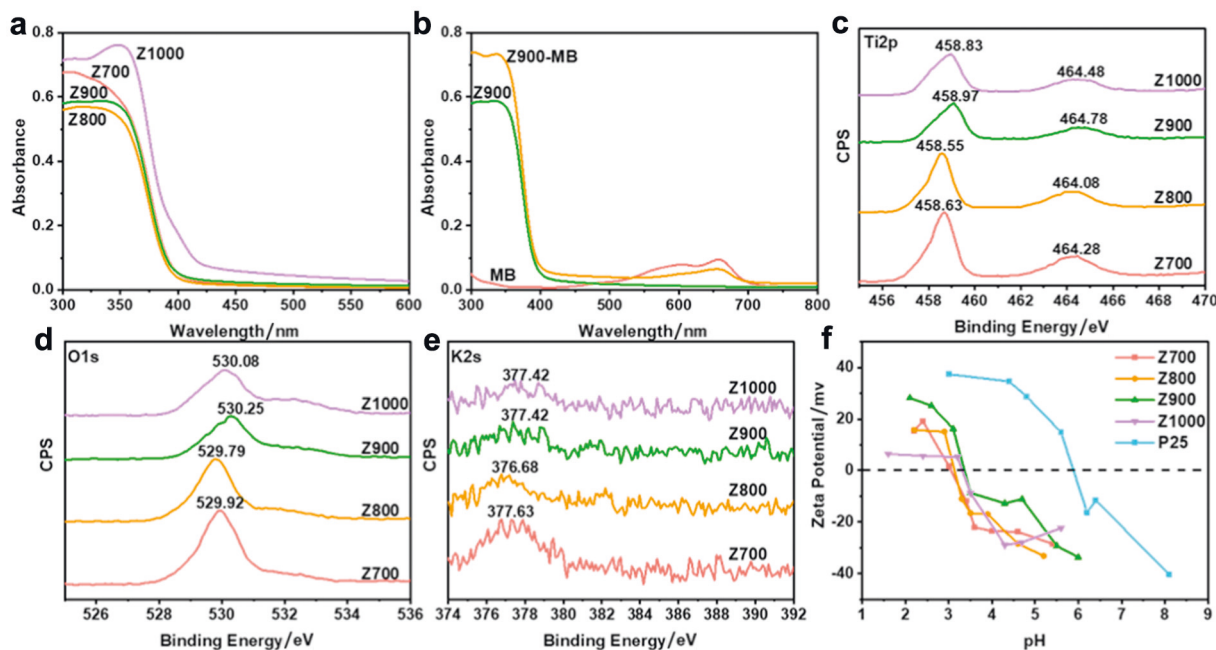 a
0.8
0.6
0.4
0.2
0.0
Absorbance
Z1000
Z700
Z900
Z800
300 350 400 450 500 550 600
Wavelength/nm
b
0.8
0.6
0.4
0.2
0.0
Absorbance
Z900-MB
Z900
MB
300 400 500 600 700 800
Wavelength/nm
c
Ti2p
CPS
458.83
464.48
Z1000
458.97
464.78
Z900
458.55
464.08
Z800
458.63
464.28
Z700
456 458 460 462 464 466 468 470
Binding Energy/eV
d
O1s
CPS
530.08
Z1000
530.25
Z900
529.79
Z800
529.92
Z700
526 528 530 532 534 536
Binding Energy/eV
e
K2s
CPS
377.42
Z1000
377.42
Z900
376.68
Z800
377.63
Z700
374 376 378 380 382 384 386 388 390 392
Binding Energy/eV
f
40
20
0
-20
-40
Zeta Potential/mv
Z700
Z800
Z900
Z1000
P25
1 2 3 4 5 6 7 8 9
pH